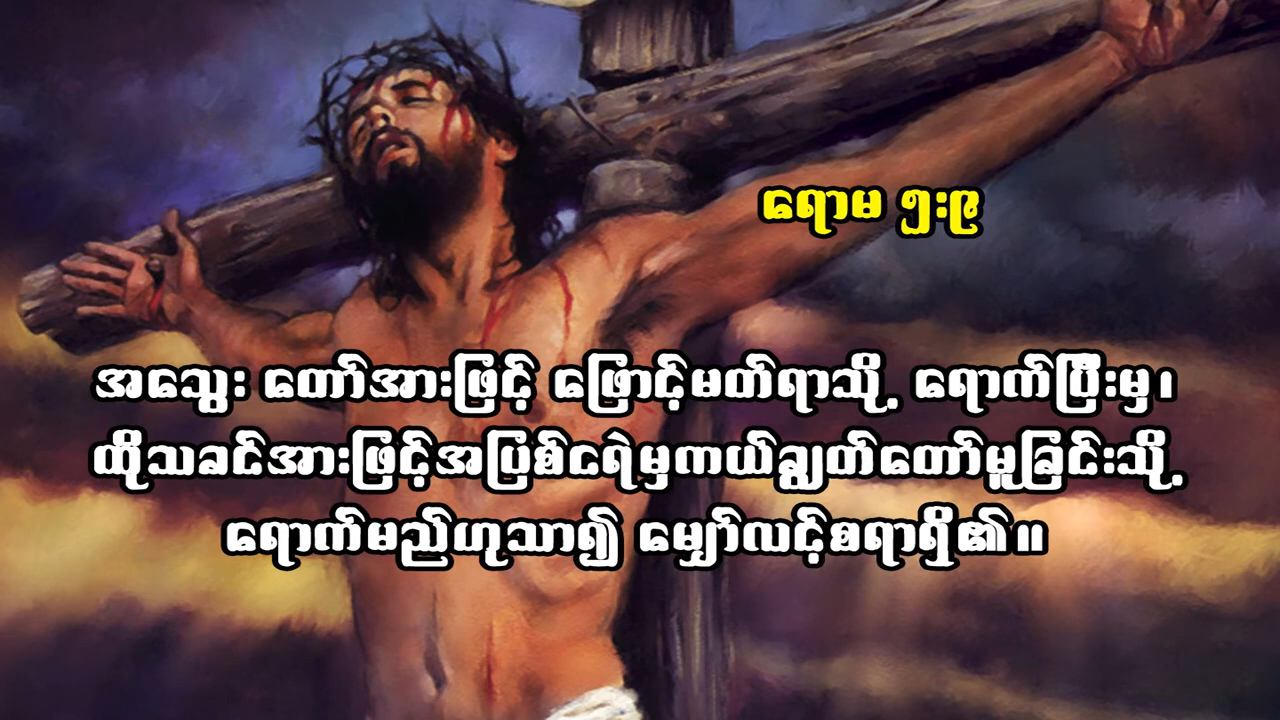 ရောမ ၅း၉
အသွေး တော်အားဖြင့် ဖြောင့်မတ်ရာသို့ ရောက်ပြီးမှ၊
ထိုသခင်အားဖြင့်အပြစ်ငရဲမှကယ်ချွတ်တော်မူခြင်းသို့
ရောက်မည်ဟုသာ၍ မျှော်လင့်စရာရှိ၏။